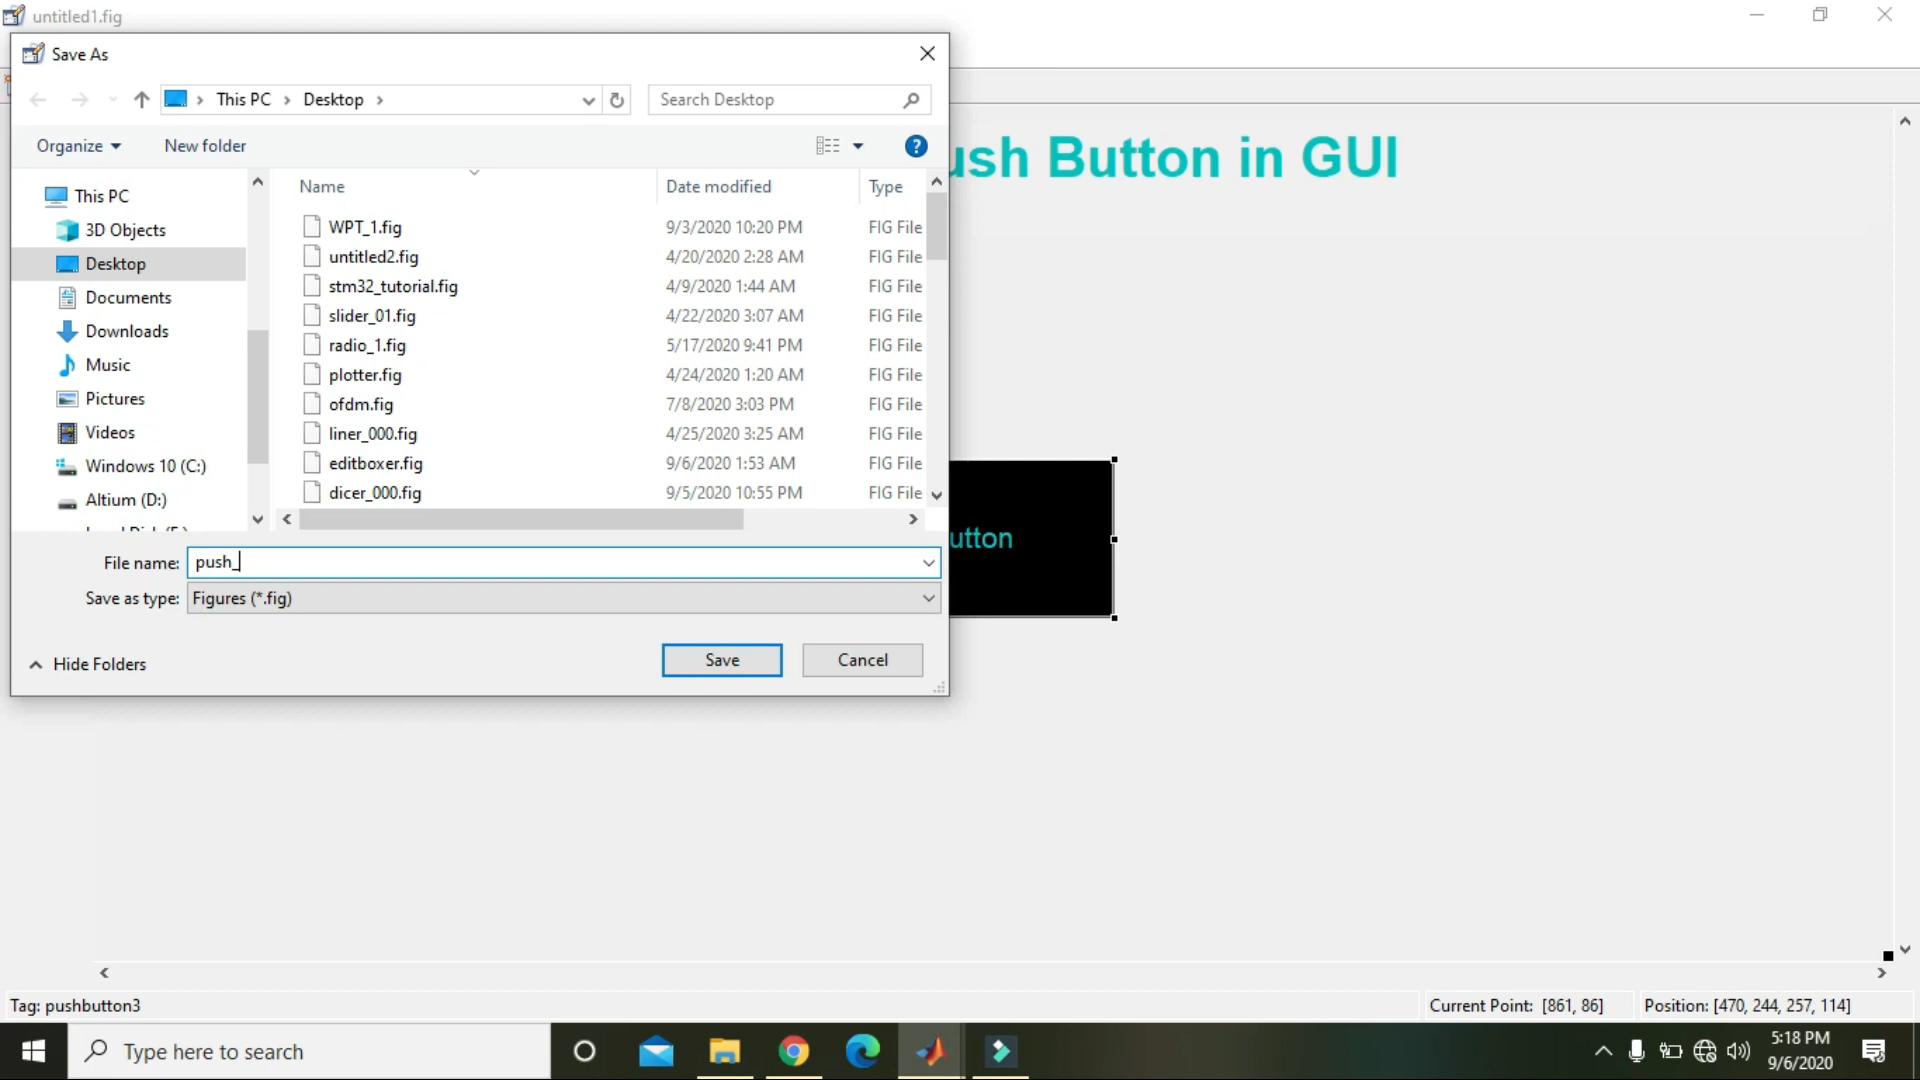 untitled1.fig
Save As
This PC
Desktop
Search Desktop
Organize
New folder
?
ush Button in GUI
This PC
3D Objects
Desktop
Documents
Downloads
Music
Pictures
Videos
Windows 10 (C:)
Altium (D:)
Name Date modified Type
WPT_1.fig 9/3/2020 10:20 PM FIG File
untitled2.fig 4/20/2020 2:28 AM FIG File
stm32_tutorial.fig 4/9/2020 1:44 AM FIG File
slider_01.fig 4/22/2020 3:07 AM FIG File
radio_1.fig 5/17/2020 9:41 PM FIG File
plotter.fig 4/24/2020 1:20 AM FIG File
ofdm.fig 7/8/2020 3:03 PM FIG File
liner_000.fig 4/25/2020 3:25 AM FIG File
editboxer.fig 9/6/2020 1:53 AM FIG File
dicer_000.fig 9/5/2020 10:55 PM FIG File
utton
File name: push_
Save as type: Figures (*.fig)
Hide Folders
Save
Cancel
Tag: pushbutton3
Current Point: [861, 86]
Position: [470, 244, 257, 114]
Type here to search
5:18 PM
9/6/2020